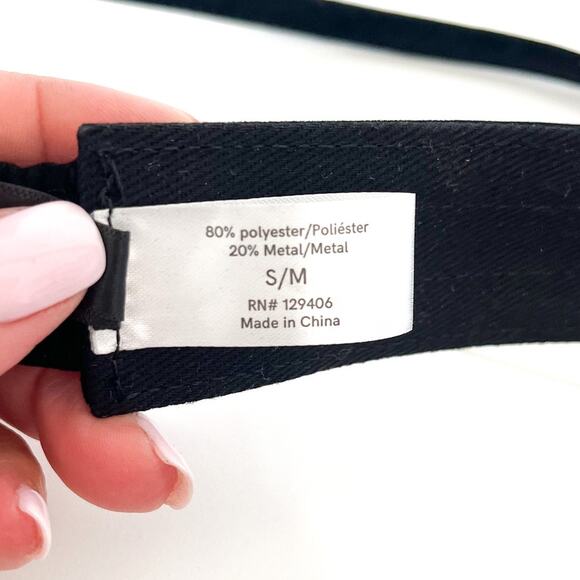 80% polyester/Poliéster
20% Metal/Metal
S/M
RN# 129406
Made in China